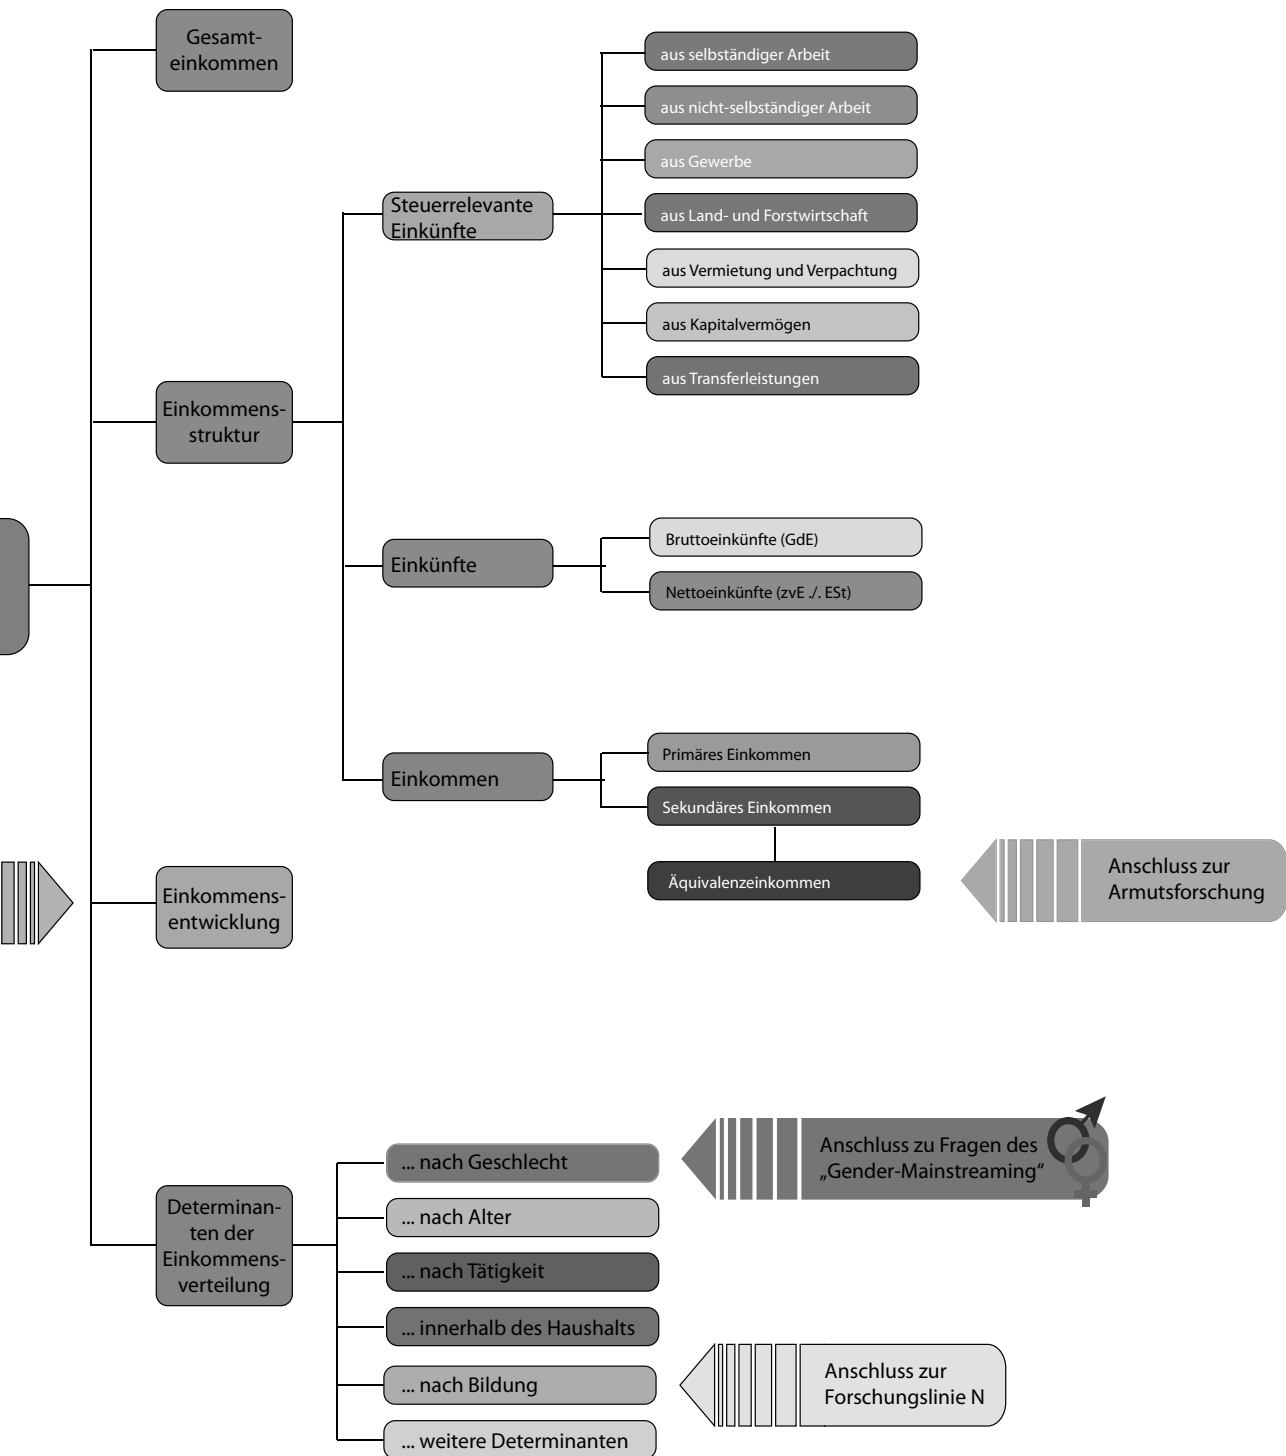 Gesamt-
einkommen
aus selbständiger Arbeit
aus nicht-selbständiger Arbeit
aus Gewerbe
Steuerrelevante
Einkünfte
aus Land- und Forstwirtschaft
aus Vermietung und Verpachtung
aus Kapitalvermögen
aus Transferleistungen
Einkommens-
struktur
Bruttoeinkünfte (GdE)
Einkünfte
Nettoeinkünfte (zvE ./. ESt)
Primäres Einkommen
Einkommen
Sekundäres Einkommen
Äquivalenzeinkommen
Anschluss zur
Armutsforschung
Einkommens-
entwicklung
... nach Geschlecht
Anschluss zu Fragen des
„Gender-Mainstreaming“
... nach Alter
Determinan-
ten der
Einkommens-
verteilung
... nach Tätigkeit
... innerhalb des Haushalts
... nach Bildung
Anschluss zur
Forschungslinie N
... weitere Determinanten